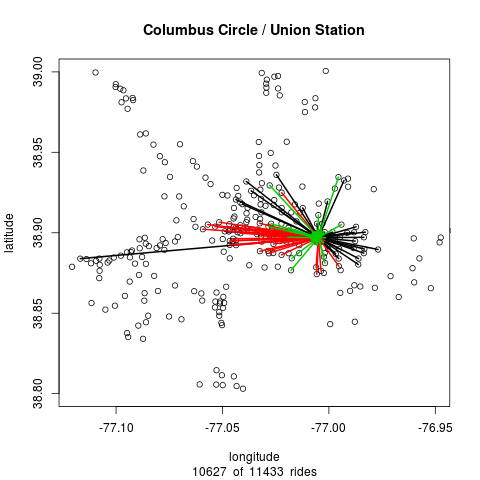 Columbus Circle / Union Station
39.00
38.95
38.90
38.85
38.80
latitude
-77.10
-77.05
-77.00
-76.95
longitude
10627 of 11433 rides